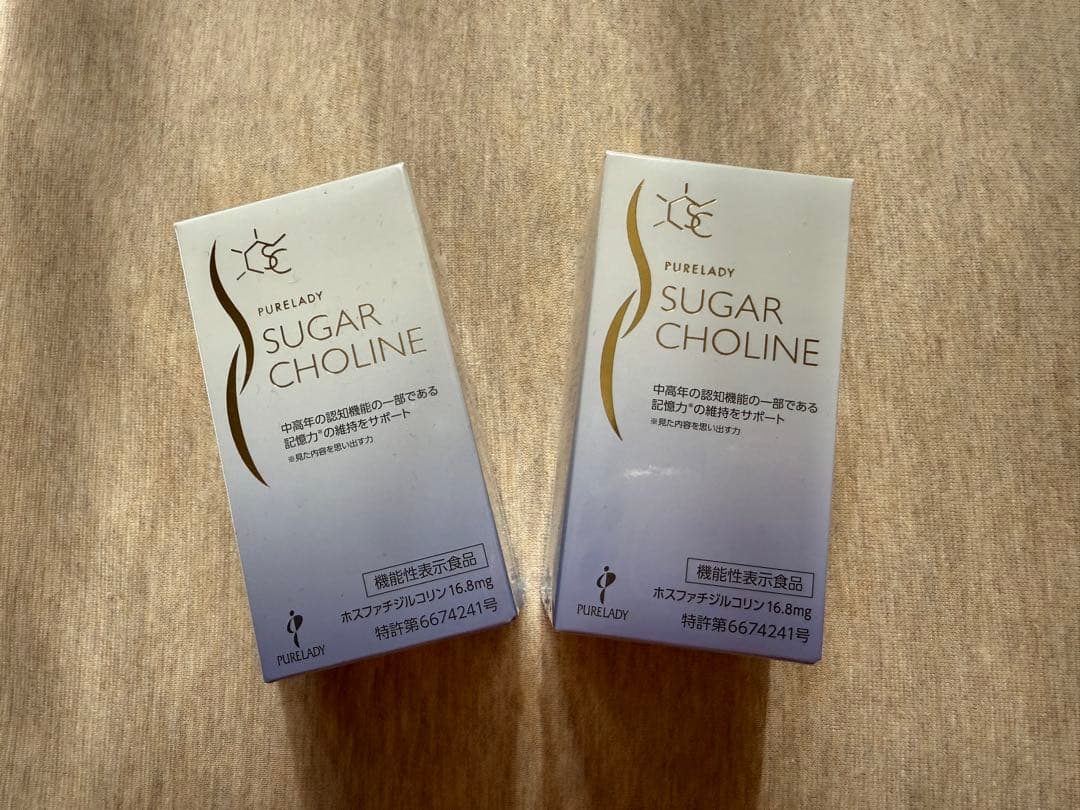 SC
PURELADY
SUGAR
CHOLINE
中高年の認知機能の一部である
記憶力※の維持をサポート
※見た内容を思い出す力
機能性表示食品
ホスファチジルコリン16.8mg
特許第6674241号
PURELADY
SC
PURELADY
SUGAR
CHOLINE
中高年の認知機能の一部である
記憶力※の維持をサポート
※見た内容を思い出す力
機能性表示食品
ホスファチジルコリン16.8mg
特許第6674241号
PURELADY